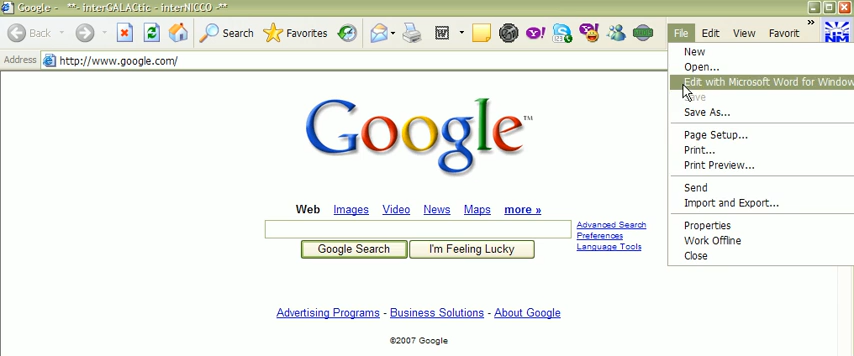 Google - **- interGALACtic - interNICCO -**
Back Search Favorites File Edit View Favorit »
Address http://www.google.com/
New
Open...
Edit with Microsoft Word for Window
Save
Save As...
Page Setup...
Print...
Print Preview...
Send
Import and Export...
Properties
Work Offline
Close
Google™
Web Images Video News Maps more »
Advanced Search
Preferences
Language Tools
Google Search I'm Feeling Lucky
Advertising Programs - Business Solutions - About Google
©2007 Google